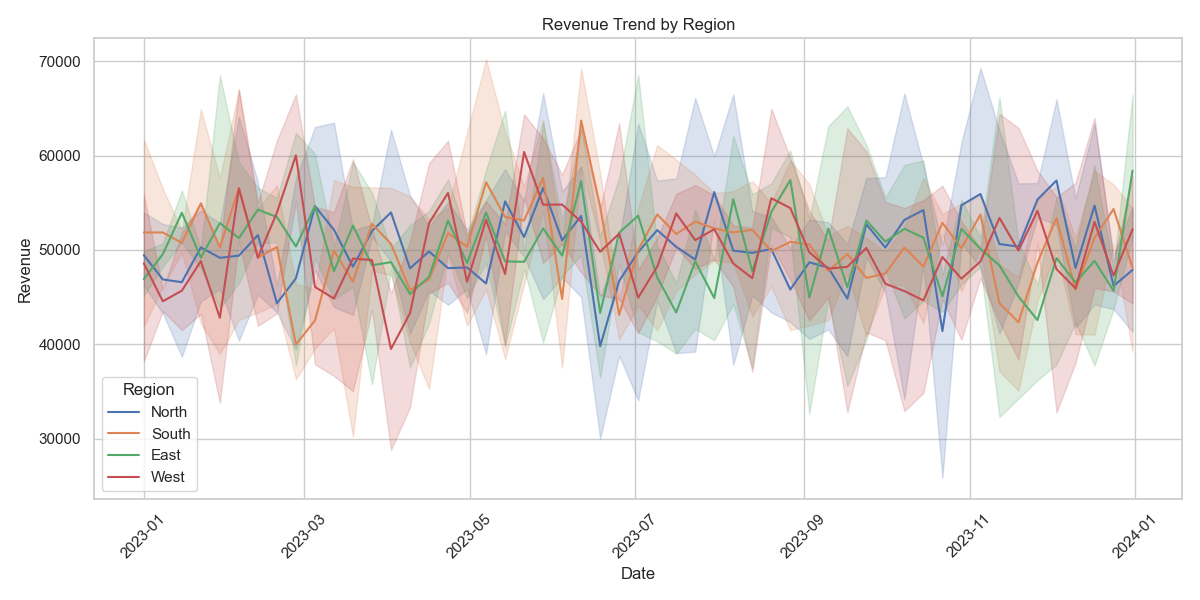 Revenue Trend by Region
Revenue
70000
60000
50000
40000
30000
Region
North
South
East
West
2023-01
2023-03
2023-05
2023-07
2023-09
2023-11
2024-01
Date